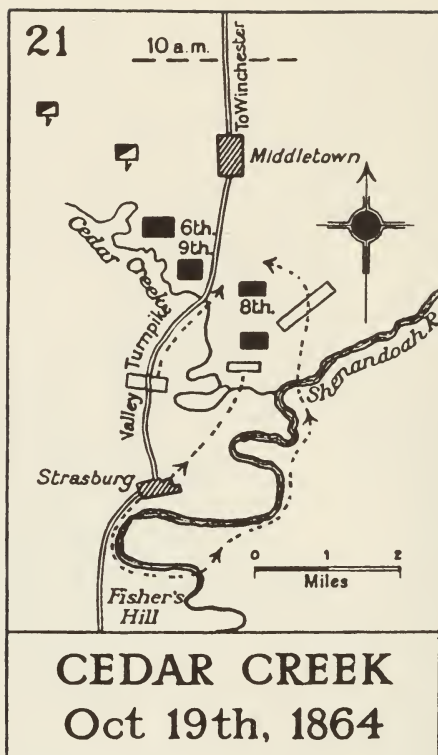 21
10 a.m.
To Winchester
Middletown
Cedar Creek
6th.
9th.
8th.
Valley Turnpike
Shenandoah R.
Strasburg
0 1 2
Miles
Fisher's
Hill
CEDAR CREEK
Oct 19th, 1864